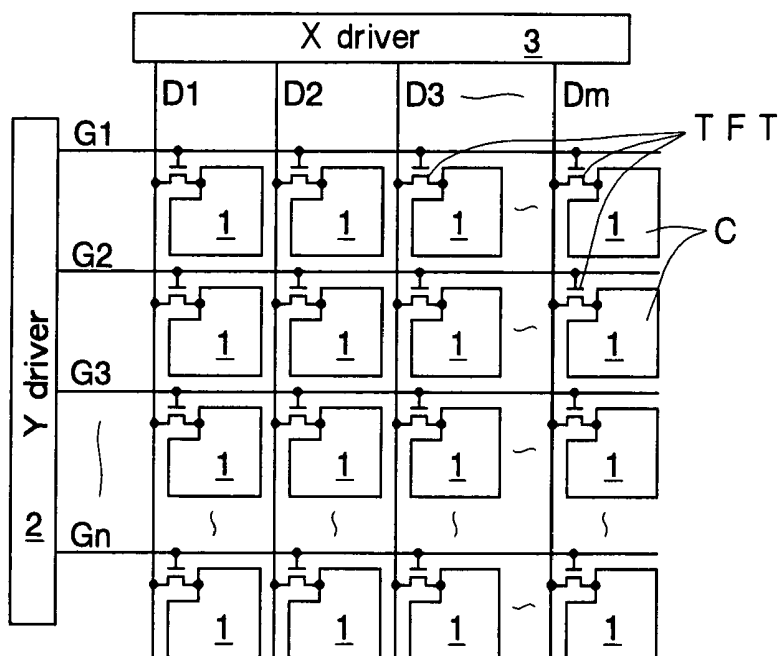 X driver 3
D1 D2 D3 Dm
G1
T F T
1 1 1 1
C
G2
1 1 1 1
G3
1 1 1 1
Y driver
2
Gn
1 1 1 1